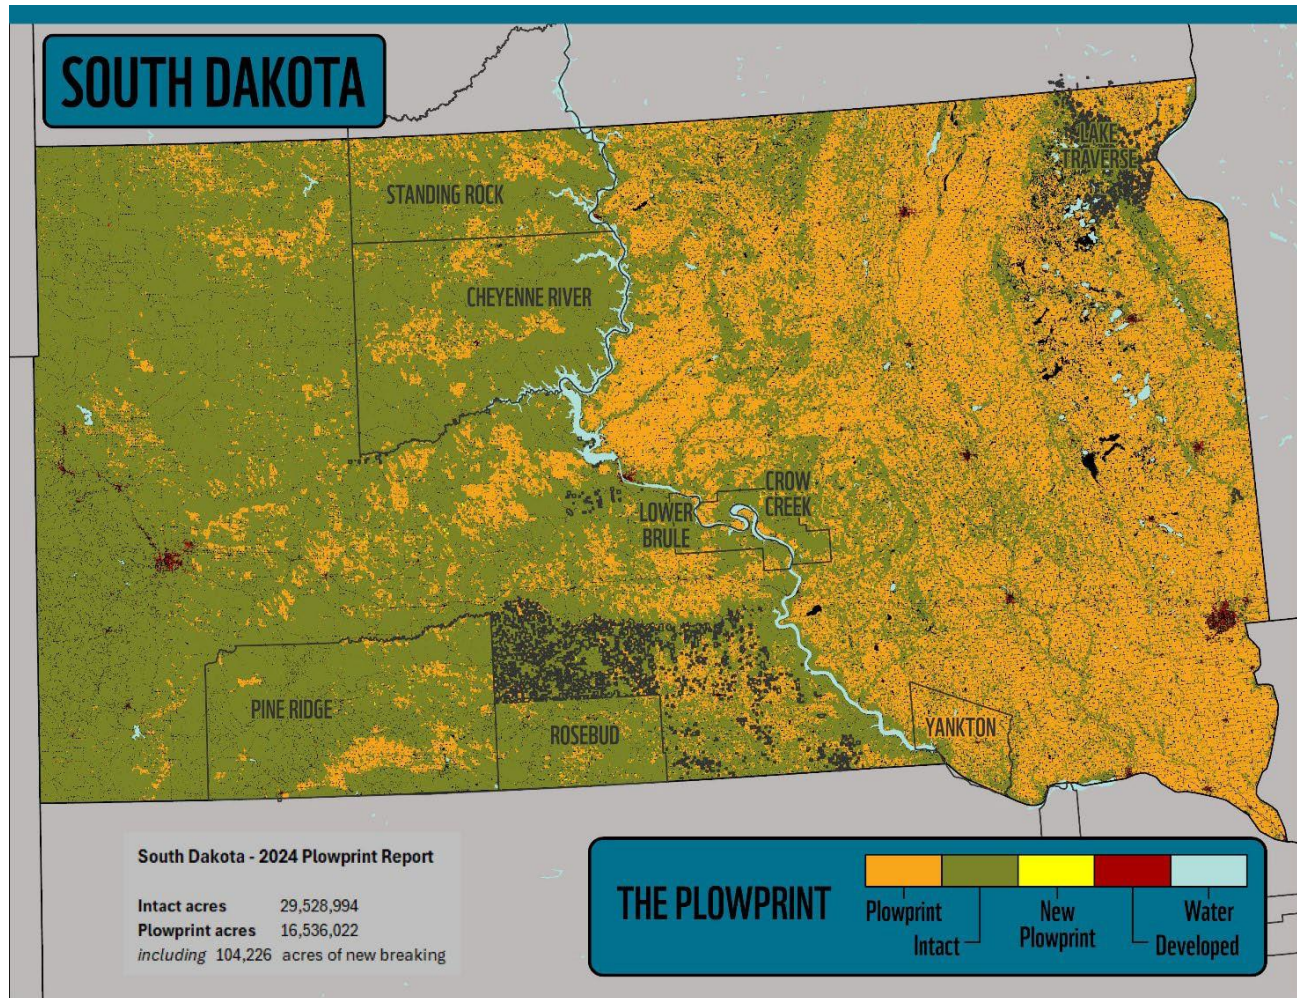 SOUTH DAKOTA
LAKE
TRAVERSE
STANDING ROCK
CHEYENNE RIVER
CROW
CREEK
LOWER
BRULE
PINE RIDGE
ROSEBUD
YANKTON
South Dakota - 2024 Plowprint Report
Intact acres 29,528,994
Plowprint acres 16,536,022
including 104,226 acres of new breaking
THE PLOWPRINT
Plowprint
Intact
New
Plowprint
Developed
Water